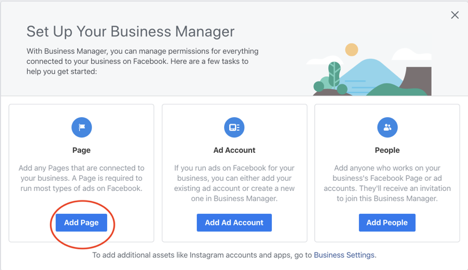 Set Up Your Business Manager
With Business Manager, you can manage permissions for everything
connected to your business on Facebook. Here are a few tasks to
help you get started:
Page
Add any Pages that are connected to
your business. A Page is required to
run most types of ads on Facebook.
Add Page
Ad Account
If you run ads on Facebook for your
business, you can either add your
existing ad account or create a new
one in Business Manager.
Add Ad Account
People
Add anyone who works on your
business's Facebook Page or ad
accounts. They'll receive an invitation
to join this Business Manager.
Add People
To add additional assets like Instagram accounts and apps, go to Business Settings.